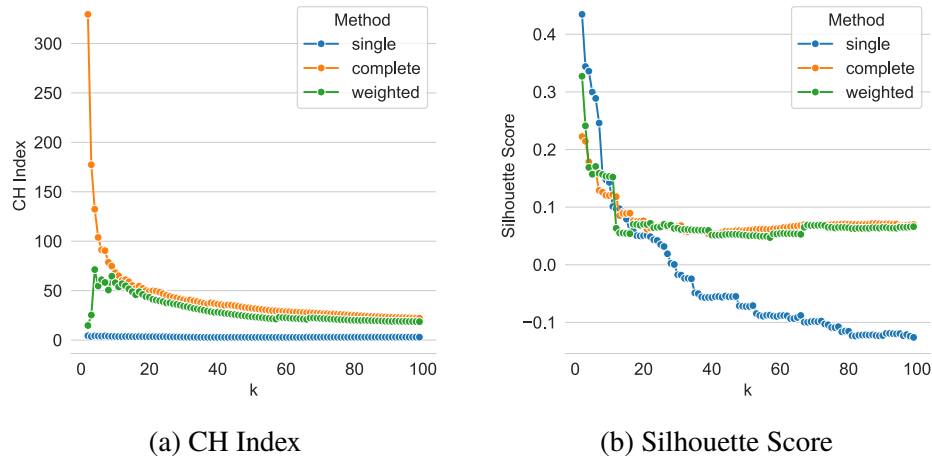 Method
single
complete
weighted
300
250
200
150
100
50
0
CH Index
0 20 40 60 80 100
k
(a) CH Index
Method
single
complete
weighted
0.4
0.3
0.2
0.1
0.0
−0.1
Silhouette Score
0 20 40 60 80 100
k
(b) Silhouette Score